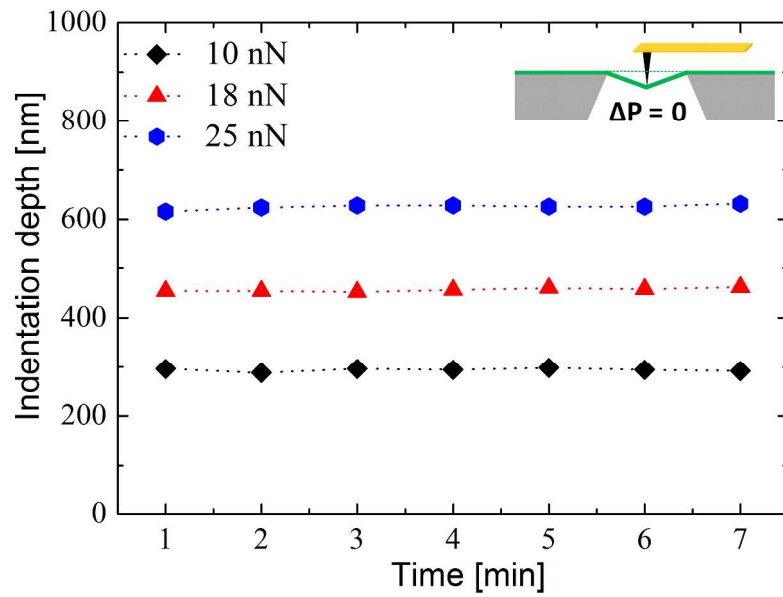 1000
800
600
400
200
0
Indentation depth [nm]
10 nN
18 nN
25 nN
ΔP = 0
1 2 3 4 5 6 7
Time [min]